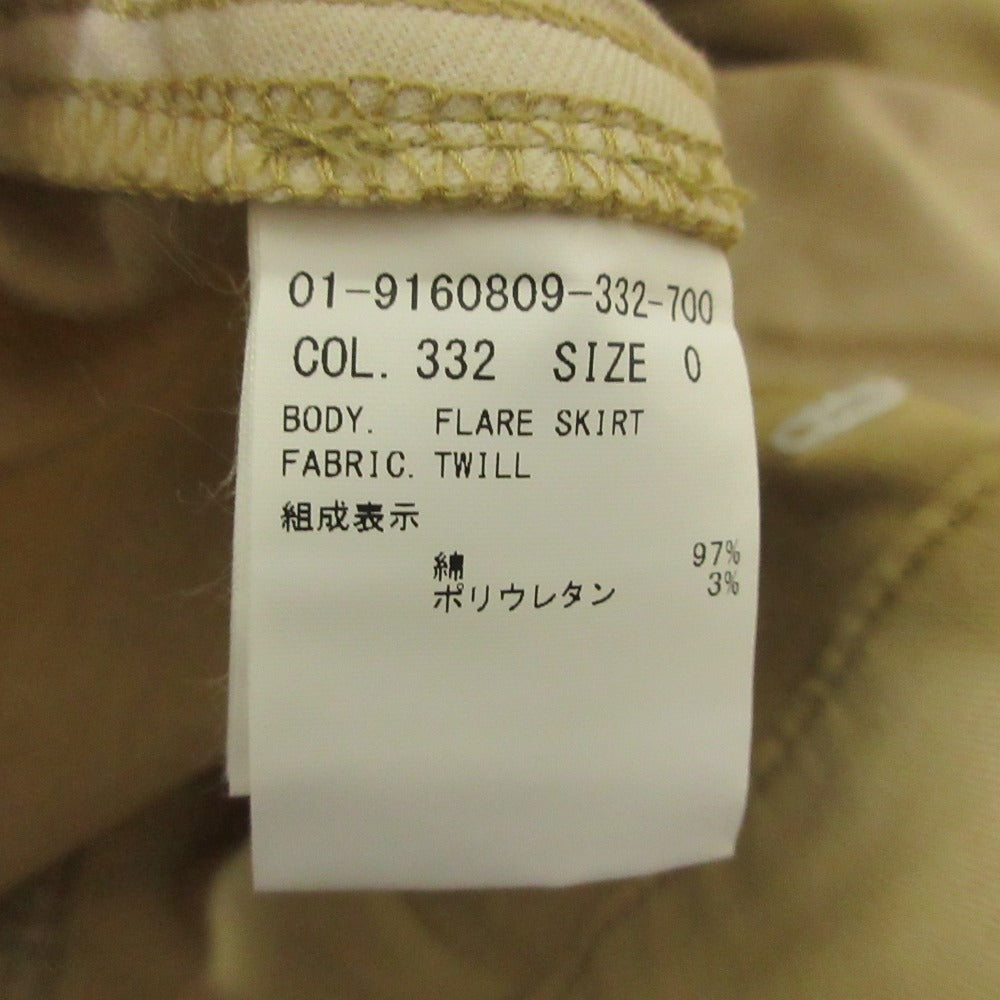 01-9160809-332-700
COL. 332 SIZE 0
BODY. FLARE SKIRT
FABRIC. TWILL
組成表示
綿 97%
ポリウレタン 3%